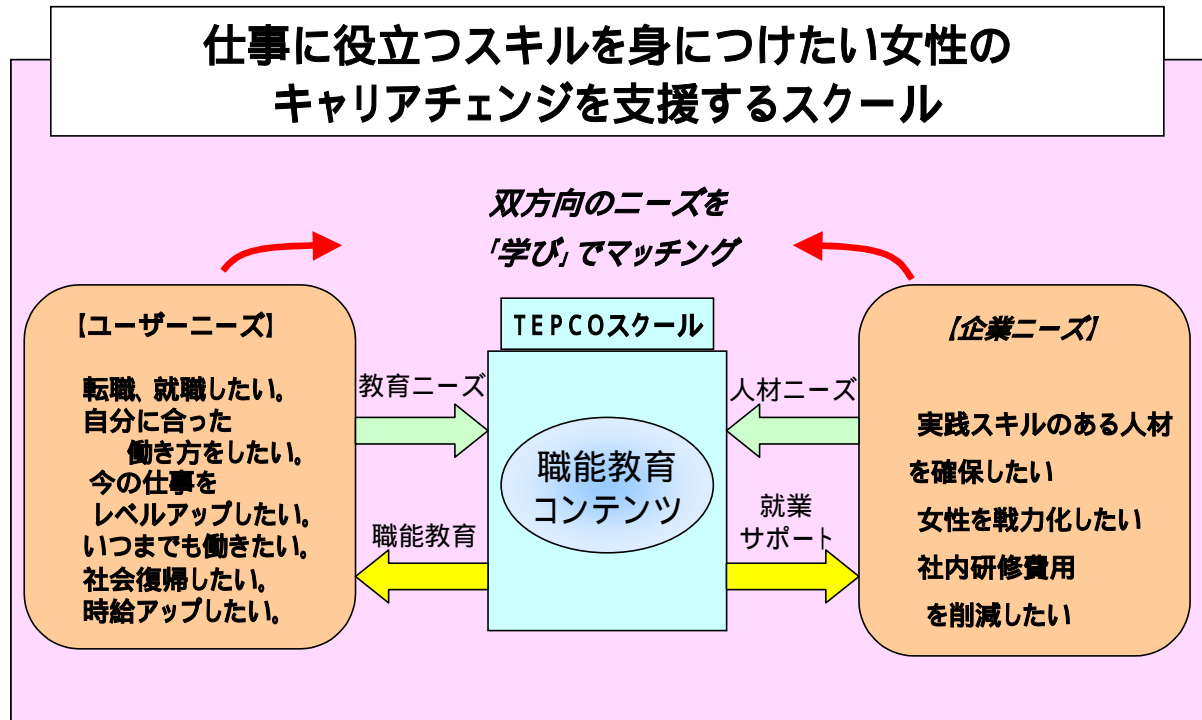 仕事に役立つスキルを身につけたい女性の
キャリアチェンジを支援するスクール
双方向のニーズを
「学び」でマッチング
【ユーザーニーズ】
転職、就職したい。
自分に合った
働き方をしたい。
今の仕事を
レベルアップしたい。
いつまでも働きたい。
社会復帰したい。
時給アップしたい。
教育ニーズ
職能教育
TEPCOスクール
職能教育
コンテンツ
人材ニーズ
就業
サポート
【企業ニーズ】
実践スキルのある人材
を確保したい
女性を戦力化したい
社内研修費用
を削減したい